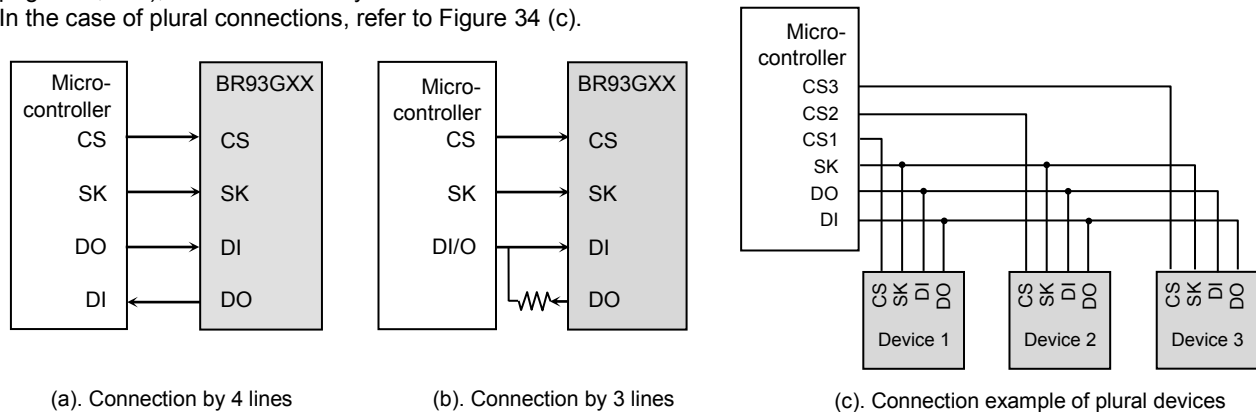 In the case of plural connections, refer to Figure 34 (c).
Micro-
controller
CS
SK
DO
DI
BR93GXX
CS
SK
DI
DO
(a). Connection by 4 lines
Micro-
controller
CS
SK
DI/O
BR93GXX
CS
SK
DI
DO
(b). Connection by 3 lines
Micro-
controller
CS3
CS2
CS1
SK
DO
DI
CS
SK
DI
DO
Device 1
CS
SK
DI
DO
Device 2
CS
SK
DI
DO
Device 3
(c). Connection example of plural devices